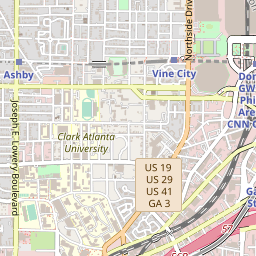 Northside Drive
Ashby
Vine City
Joseph E. Lowery Boulevard
Clark Atlanta
University
US 19
US 29
US 41
GA 3
CNN